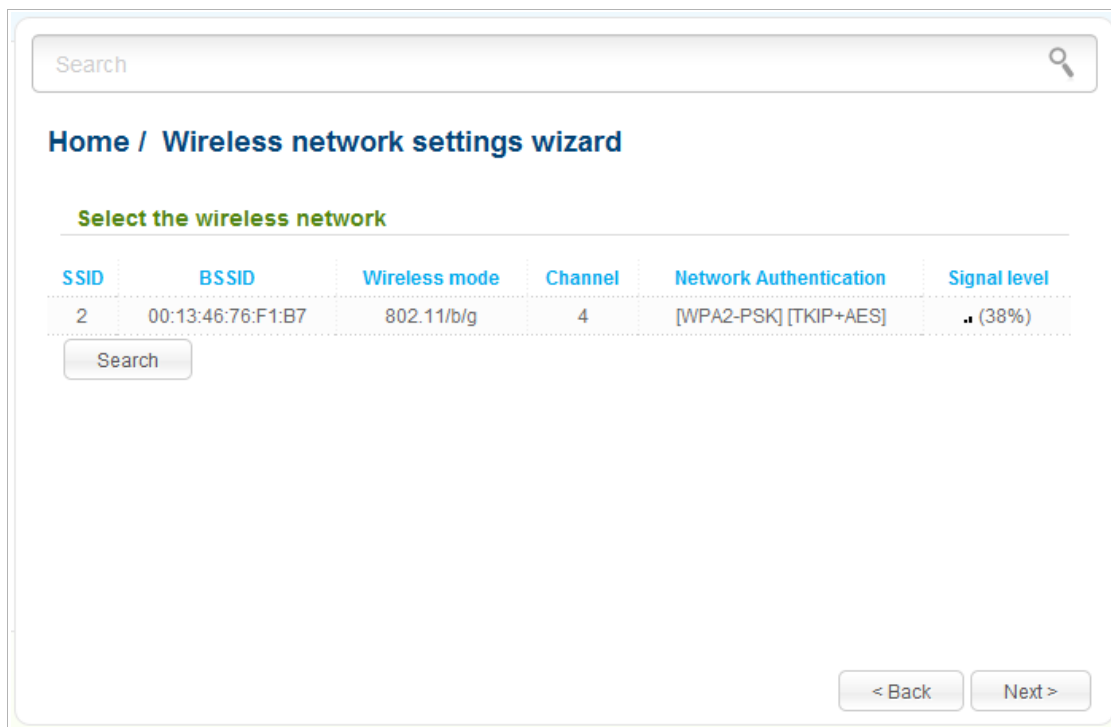 Search
Home / Wireless network settings wizard
Select the wireless network
SSID BSSID Wireless mode Channel Network Authentication Signal level
2 00:13:46:76:F1:B7 802.11/b/g 4 [WPA2-PSK] [TKIP+AES] (38%)
Search
< Back Next >